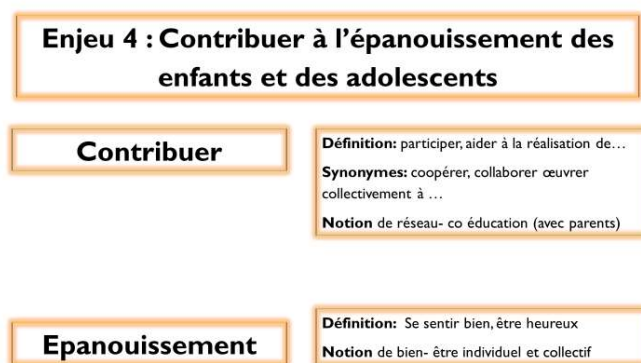 Enjeu 4 : Contribuer à l'épanouissement des
enfants et des adolescents
Contribuer
Définition: participer, aider à la réalisation de…
Synonymes: coopérer, collaborer œuvrer
collectivement à …
Notion de réseau- co éducation (avec parents)
Epanouissement
Définition: Se sentir bien, être heureux
Notion de bien- être individuel et collectif